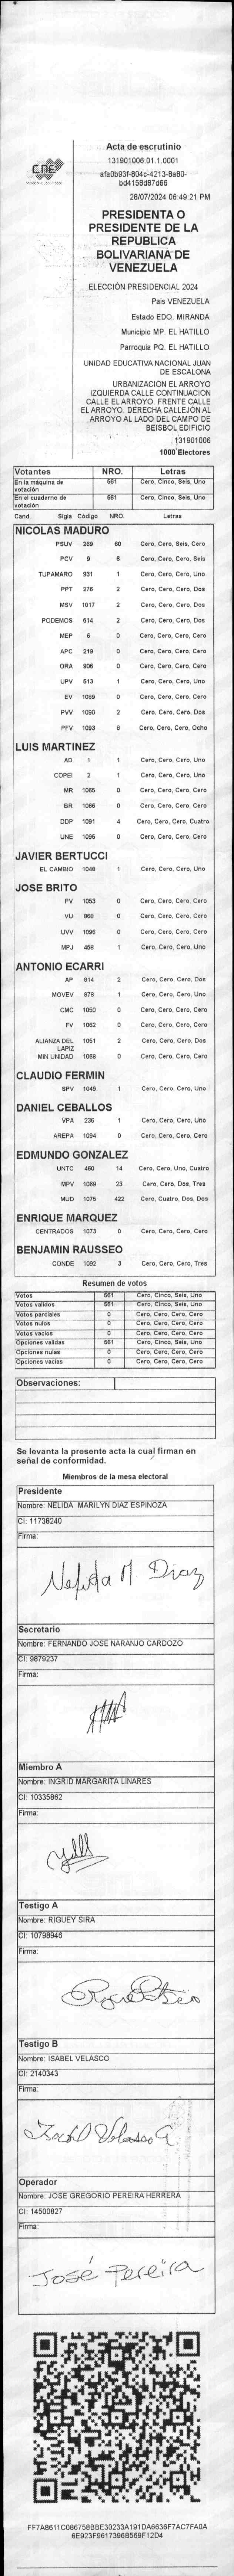 CNE
Acta de escrutinio
131901006.01.1.0001
afa0b93f-804c-4213-8a80-
bd4158d87d66
28/07/2024 06:49:21 PM
PRESIDENTA O
PRESIDENTE DE LA
REPUBLICA
BOLIVARIANA DE
VENEZUELA
ELECCIÓN PRESIDENCIAL 2024
Pais VENEZUELA
Estado EDO. MIRANDA
Municipio MP. EL HATILLO
Parroquia PQ. EL HATILLO
UNIDAD EDUCATIVA NACIONAL JUAN
DE ESCALONA
URBANIZACION EL ARROYO
IZQUIERDA CALLE CONTINUACION
CALLE EL ARROYO. FRENTE CALLE
EL ARROYO. DERECHA CALLEJÓN AL
ARROYO AL LADO DEL CAMPO DE
BEISBOL EDIFICIO
131901006
1000 Electores
Votantes NRO. Letras
En la máquina de votación 561 Cero, Cinco, Seis, Uno
En el cuaderno de votación 561 Cero, Cinco, Seis, Uno
Cand. Sigla Código NRO. Letras
NICOLAS MADURO
PSUV 269 60 Cero, Cero, Seis, Cero
PCV 9 6 Cero, Cero, Cero, Seis
TUPAMARO 931 1 Cero, Cero, Cero, Uno
PPT 276 2 Cero, Cero, Cero, Dos
MSV 1017 2 Cero, Cero, Cero, Dos
PODEMOS 514 2 Cero, Cero, Cero, Dos
MEP 6 0 Cero, Cero, Cero, Cero
APC 219 0 Cero, Cero, Cero, Cero
ORA 906 0 Cero, Cero, Cero, Cero
UPV 513 1 Cero, Cero, Cero, Uno
EV 1089 0 Cero, Cero, Cero, Cero
PVV 1090 2 Cero, Cero, Cero, Dos
PFV 1093 8 Cero, Cero, Cero, Ocho
LUIS MARTINEZ
AD 1 1 Cero, Cero, Cero, Uno
COPEI 2 1 Cero, Cero, Cero, Uno
MR 1065 0 Cero, Cero, Cero, Cero
BR 1066 0 Cero, Cero, Cero, Cero
DDP 1091 4 Cero, Cero, Cero, Cuatro
UNE 1095 0 Cero, Cero, Cero, Cero
JAVIER BERTUCCI
EL CAMBIO 1048 1 Cero, Cero, Cero, Uno
JOSE BRITO
PV 1053 0 Cero, Cero, Cero, Cero
VU 868 0 Cero, Cero, Cero, Cero
UVV 1096 0 Cero, Cero, Cero, Cero
MPJ 458 1 Cero, Cero, Cero, Uno
ANTONIO ECARRI
AP 814 2 Cero, Cero, Cero, Dos
MOVEV 878 1 Cero, Cero, Cero, Uno
CMC 1050 0 Cero, Cero, Cero, Cero
FV 1062 0 Cero, Cero, Cero, Cero
ALIANZA DEL LAPIZ 1051 2 Cero, Cero, Cero, Dos
MIN UNIDAD 1068 0 Cero, Cero, Cero, Cero
CLAUDIO FERMIN
SPV 1049 1 Cero, Cero, Cero, Uno
DANIEL CEBALLOS
VPA 236 1 Cero, Cero, Cero, Uno
AREPA 1094 0 Cero, Cero, Cero, Cero
EDMUNDO GONZALEZ
UNTC 460 14 Cero, Cero, Uno, Cuatro
MPV 1069 23 Cero, Cero, Dos, Tres
MUD 1075 422 Cero, Cuatro, Dos, Dos
ENRIQUE MARQUEZ
CENTRADOS 1073 0 Cero, Cero, Cero, Cero
BENJAMIN RAUSSEO
CONDE 1092 3 Cero, Cero, Cero, Tres
Resumen de votos
Votos 561 Cero, Cinco, Seis, Uno
Votos validos 561 Cero, Cinco, Seis, Uno
Votos parciales 0 Cero, Cero, Cero, Cero
Votos nulos 0 Cero, Cero, Cero, Cero
Votos vacios 0 Cero, Cero, Cero, Cero
Opciones validas 561 Cero, Cinco, Seis, Uno
Opciones nulas 0 Cero, Cero, Cero, Cero
Opciones vacias 0 Cero, Cero, Cero, Cero
Observaciones:
Se levanta la presente acta la cual firman en
señal de conformidad.
Miembros de la mesa electoral
Presidente
Nombre: NELIDA MARILYN DIAZ ESPINOZA
CI: 11738240
Firma:
Nelida M Diaz
Secretario
Nombre: FERNANDO JOSE NARANJO CARDOZO
CI: 9879237
Firma:
Miembro A
Nombre: INGRID MARGARITA LINARES
CI: 10335862
Firma:
Testigo A
Nombre: RIGUEY SIRA
CI: 10798946
Firma:
Testigo B
Nombre: ISABEL VELASCO
CI: 2140343
Firma:
Isabel Velasco
Operador
Nombre: JOSE GREGORIO PEREIRA HERRERA
CI: 14500827
Firma:
José Pereira
FF7A8611C086758BBE30233A191DA6636F7AC7FA0A
6E923F9617396B569F12D4